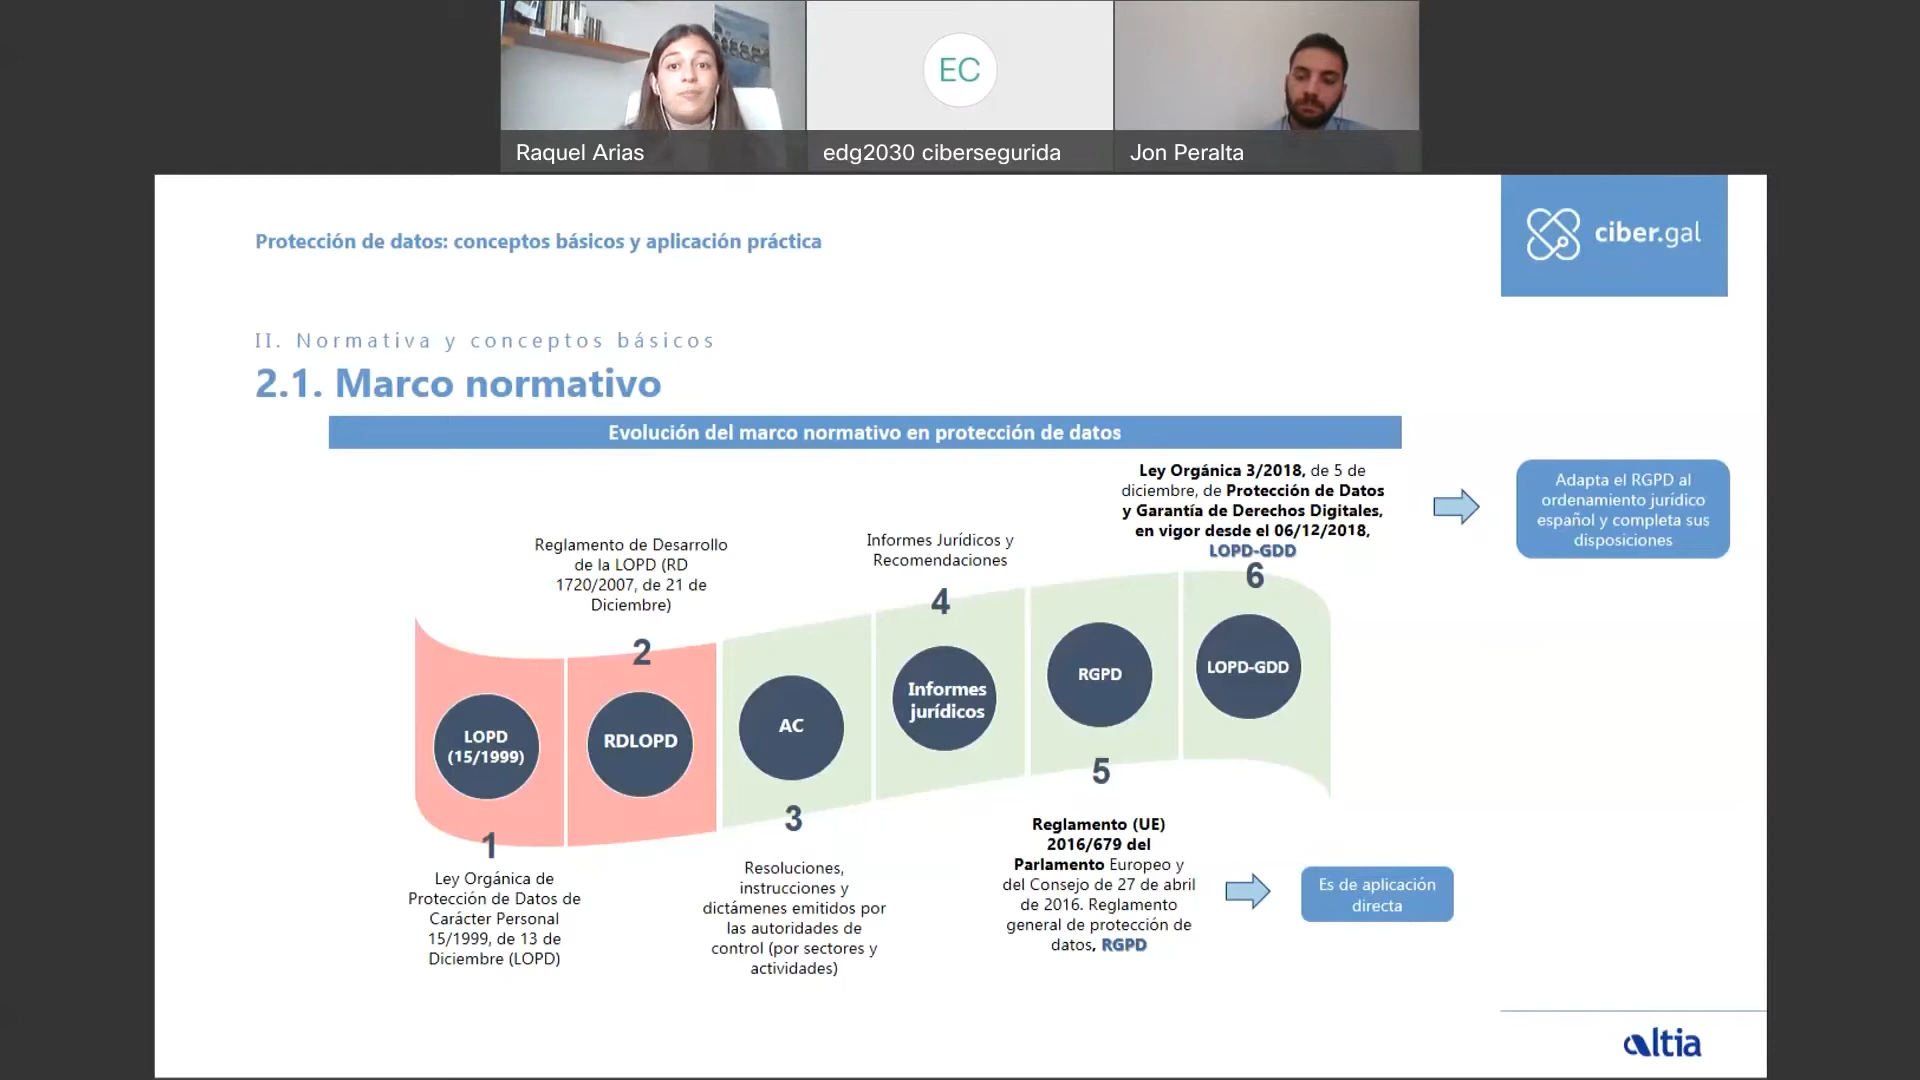 EC
Raquel Arias
edg2030 cibersegurida
Jon Peralta
Protección de datos: conceptos básicos y aplicación práctica
ciber.gal
II. Normativa y conceptos básicos
2.1. Marco normativo
Evolución del marco normativo en protección de datos
Ley Orgánica 3/2018, de 5 de
diciembre, de Protección de Datos
y Garantía de Derechos Digitales,
en vigor desde el 06/12/2018,
LOPD-GDD
Adapta el RGPD al
ordenamiento jurídico
español y completa sus
disposiciones
Reglamento de Desarrollo
de la LOPD (RD
1720/2007, de 21 de
Diciembre)
Informes Jurídicos y
Recomendaciones
6
4
2
LOPD
(15/1999)
RDLOPD
AC
Informes
jurídicos
RGPD
LOPD-GDD
5
3
1
Ley Orgánica de
Protección de Datos de
Carácter Personal
15/1999, de 13 de
Diciembre (LOPD)
Resoluciones,
instrucciones y
dictámenes emitidos por
las autoridades de
control (por sectores y
actividades)
Reglamento (UE)
2016/679 del
Parlamento Europeo y
del Consejo de 27 de abril
de 2016. Reglamento
general de protección de
datos, RGPD
Es de aplicación
directa
altia